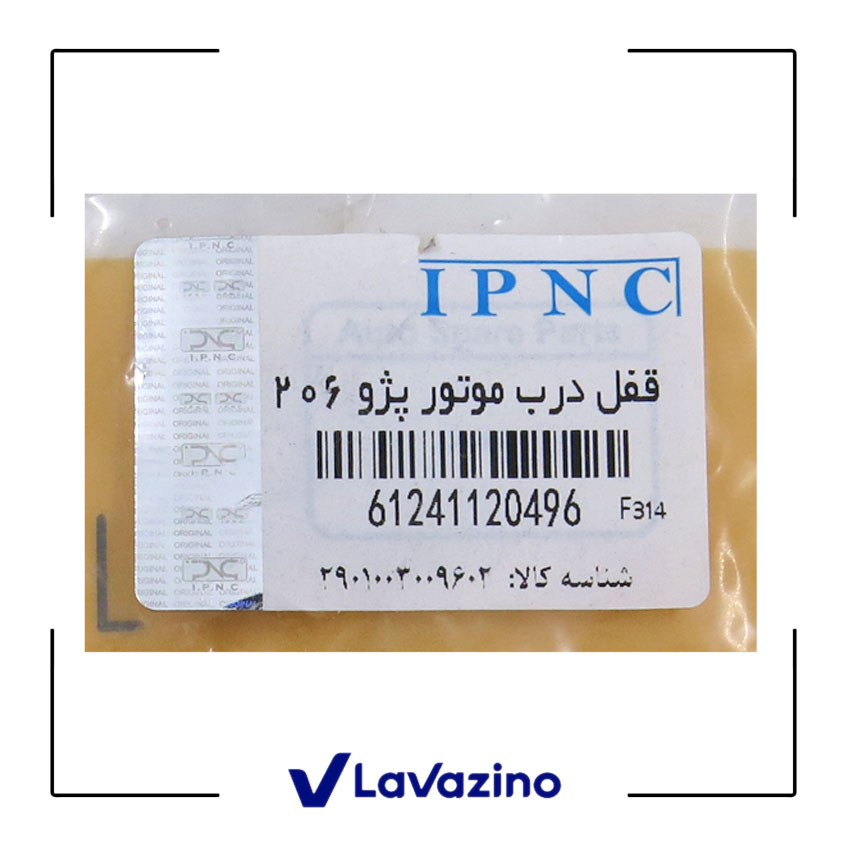 IPNC
قفل درب موتور پژو ۲۰۶
61241120496 F314
شناسه کالا: ۲۹۰۱۰۰۳۰۰۹۶۰۲
I.P.N.C
ORIGINAL
I.P.N.C
I.P.N.C
I.P.N.C
Auto Spare Parts
L
LaVazino